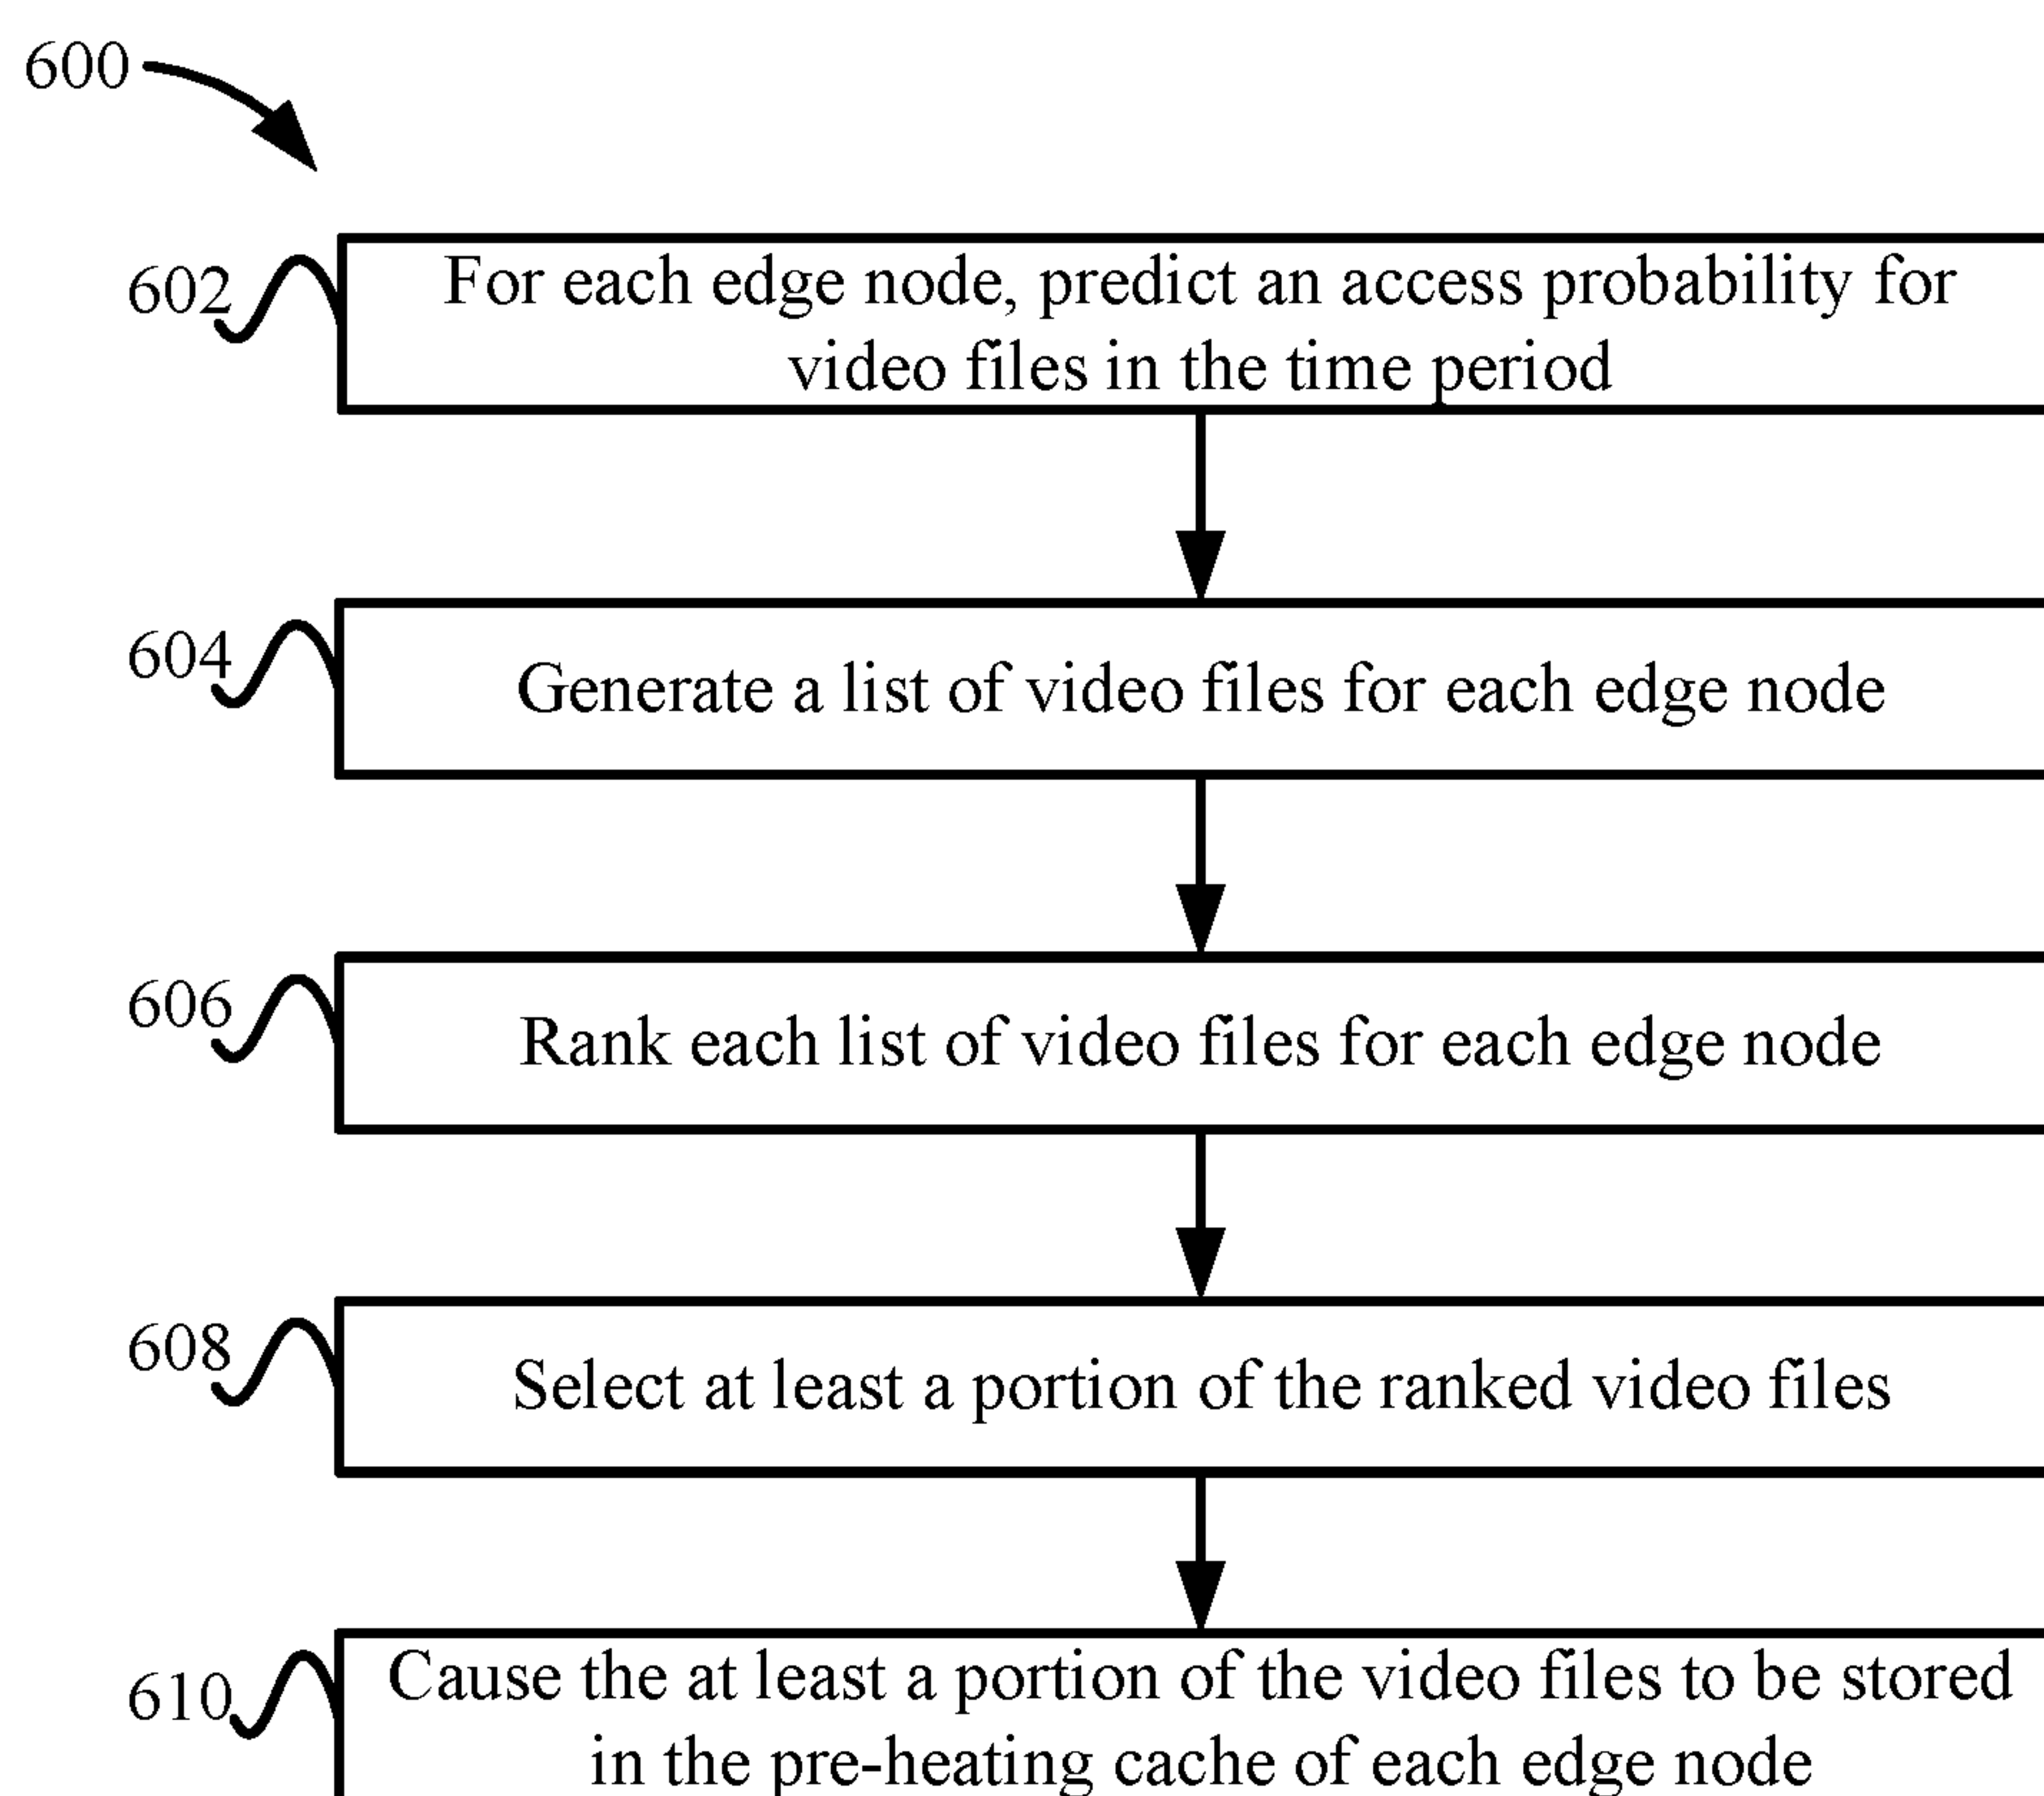 600
602
For each edge node, predict an access probability for
video files in the time period
604
Generate a list of video files for each edge node
606
Rank each list of video files for each edge node
608
Select at least a portion of the ranked video files
610
Cause the at least a portion of the video files to be stored
in the pre-heating cache of each edge node